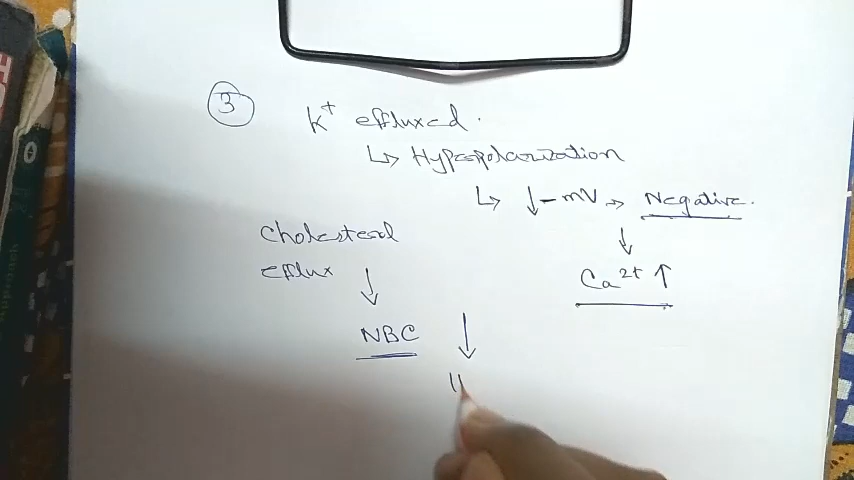 3
K⁺ effluxed.
↳ Hyperpolarization
↳ ↓ - mV → Negative.
↓
Cholesterol
efflux
Ca²⁺ ↑
↓
NBC ↓